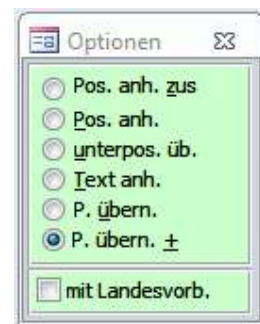 Optionen
Pos. anh. zus
Pos. anh.
unterpos. üb.
Text anh.
P. übern.
P. übern. +
mit Landesvorb.